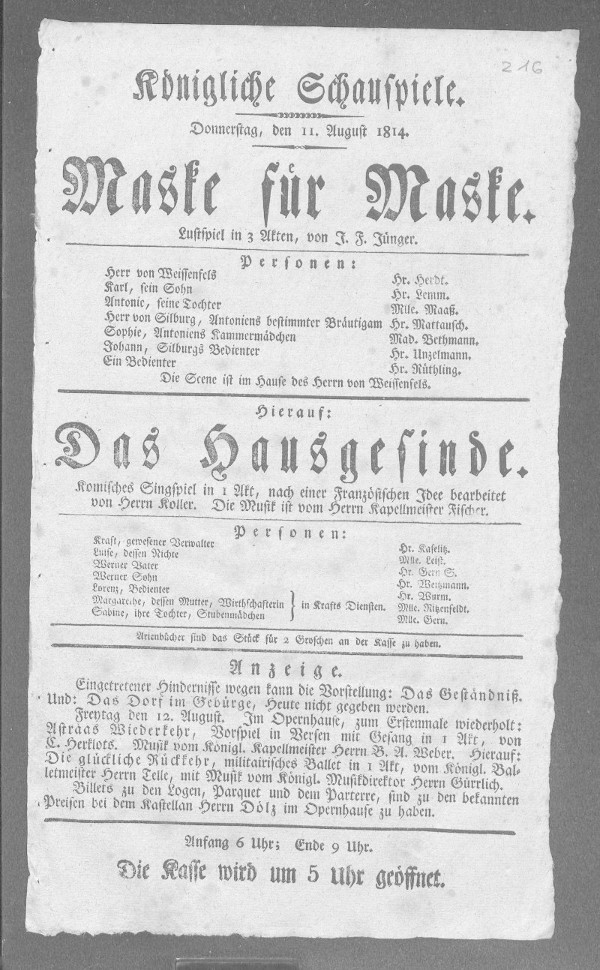 216
Königliche Schauspiele.
Donnerstag, den 11. August 1814.
Maske für Maske.
Lustspiel in 3 Akten, von J. F. Jünger.
Personen:
Herr von Weissenfels Hr. Herdt.
Karl, sein Sohn Hr. Lemm.
Antonie, seine Tochter Mlle. Maaß.
Herr von Silburg, Antoniens bestimmter Bräutigam Hr. Mattausch.
Sophie, Antoniens Kammermädchen Mad. Bethmann.
Johann, Silburgs Bedienter Hr. Unzelmann.
Ein Bedienter Hr. Rüthling.
Die Scene ist im Hause des Herrn von Weissenfels.
Hierauf:
Das Hausgesinde.
Komisches Singspiel in 1 Akt, nach einer Französischen Idee bearbeitet
von Herrn Koller. Die Musik ist vom Herrn Kapellmeister Fischer.
Personen:
Kraft, gewesener Verwalter Hr. Kaselitz.
Luise, dessen Nichte Mlle. Leist.
Werner Vater Hr. Gern S.
Werner Sohn Hr. Weitzmann.
Lorenz, Bedienter Hr. Wurm.
Margarethe, dessen Mutter, Wirthschafterin } in Krafts Diensten. Mlle. Ritzenfeldt.
Sabine, ihre Tochter, Stubenmädchen Mlle. Gern.
Arienbücher sind das Stück für 2 Groschen an der Kasse zu haben.
Anzeige.
Eingetretener Hindernisse wegen kann die Vorstellung: Das Geständniß.
Und: Das Dorf im Gebürge, Heute nicht gegeben werden.
Freytag den 12. August. Im Opernhause, zum Erstenmale wiederholt:
Asträas Wiederkehr, Vorspiel in Versen mit Gesang in 1 Akt, von
C. Herklots. Musik vom Königl. Kapellmeister Herrn B. A. Weber. Hierauf:
Die glückliche Rückkehr, militairisches Ballet in 1 Akt, vom Königl. Bal-
letmeister Herrn Telle, mit Musik vom Königl. Musikdirektor Herrn Gürrlich.
Billets zu den Logen, Parquet und dem Parterre, sind zu den bekannten
Preisen bei dem Kastellan Herrn Dölz im Opernhause zu haben.
Anfang 6 Uhr; Ende 9 Uhr.
Die Kasse wird um 5 Uhr geöffnet.